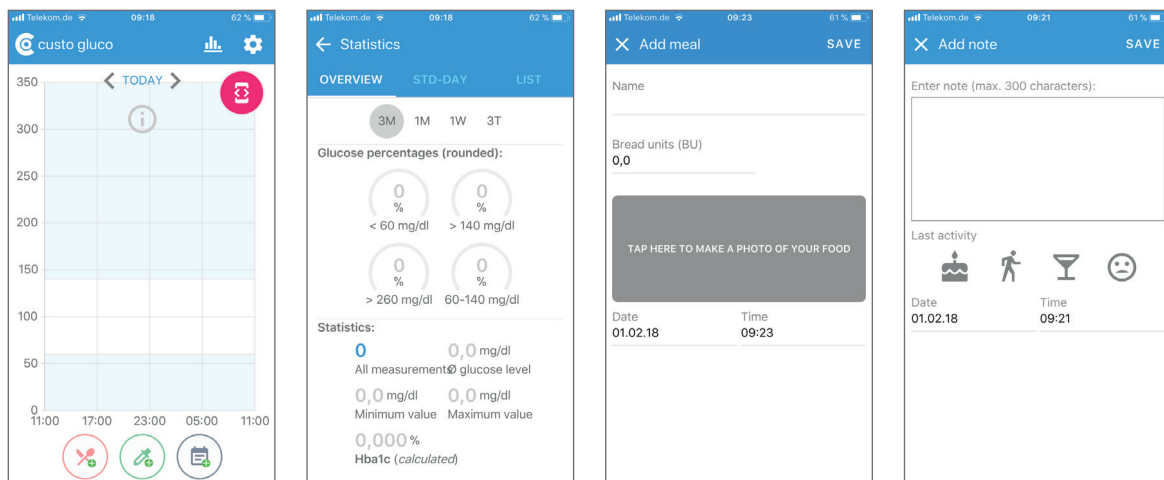 Telekom.de 09:18 62 %
custo gluco
350
TODAY
300
250
200
150
100
50
0
11:00 17:00 23:00 05:00 11:00
Telekom.de 09:18 62 %
Statistics
OVERVIEW STD-DAY LIST
3M 1M 1W 3T
Glucose percentages (rounded):
0 0
% %
< 60 mg/dl > 140 mg/dl
0 0
% %
> 260 mg/dl 60-140 mg/dl
Statistics:
0 0,0 mg/dl
All measurements Ø glucose level
0,0 mg/dl 0,0 mg/dl
Minimum value Maximum value
0,000 %
Hba1c (calculated)
Telekom.de 09:23 61 %
Add meal SAVE
Name
Bread units (BU)
0,0
TAP HERE TO MAKE A PHOTO OF YOUR FOOD
Date Time
01.02.18 09:23
Telekom.de 09:21 61 %
Add note SAVE
Enter note (max. 300 characters):
Last activity
Date Time
01.02.18 09:21